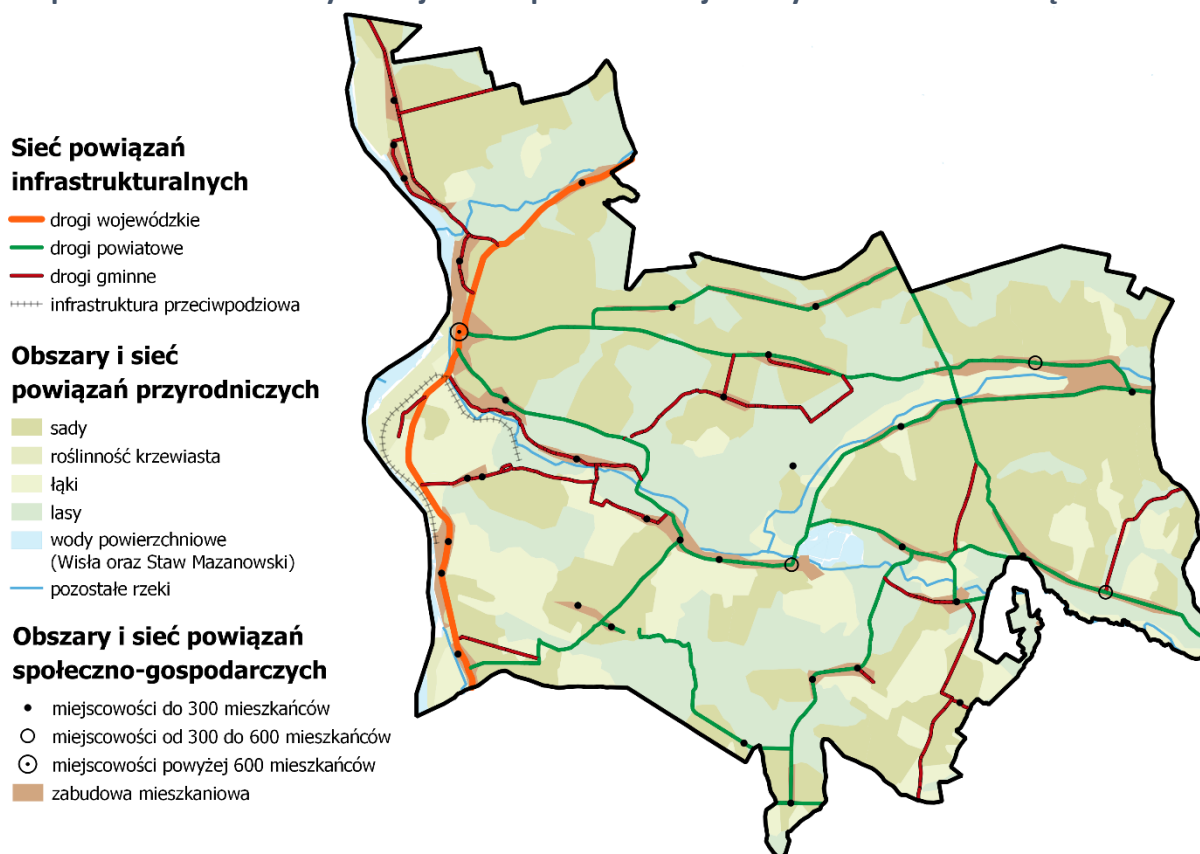 Sieć powiązań
infrastrukturalnych
drogi wojewódzkie
drogi powiatowe
drogi gminne
infrastruktura przeciwpodziowa
Obszary i sieć
powiązań przyrodniczych
sady
roślinność krzewiasta
łąki
lasy
wody powierzchniowe
(Wisła oraz Staw Mazanowski)
pozostałe rzeki
Obszary i sieć powiązań
społeczno-gospodarczych
miejscowości do 300 mieszkańców
miejscowości od 300 do 600 mieszkańców
miejscowości powyżej 600 mieszkańców
zabudowa mieszkaniowa